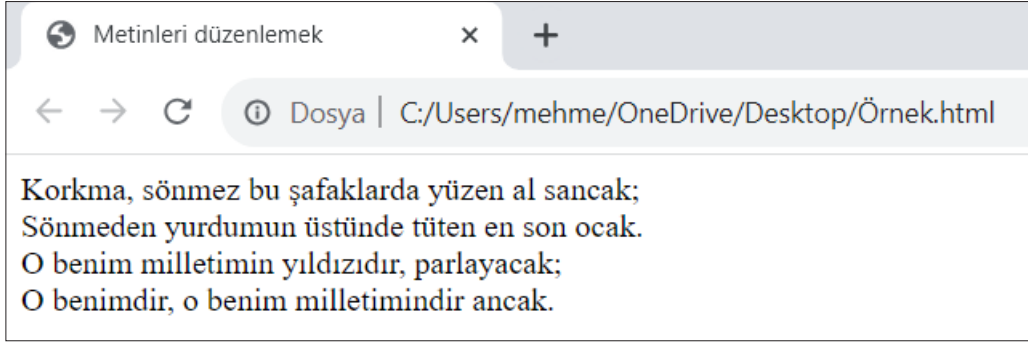 Metinleri düzenlemek
Dosya C:/Users/mehme/OneDrive/Desktop/Örnek.html
Korkma, sönmez bu şafaklarda yüzen al sancak;
Sönmeden yurdumun üstünde tüten en son ocak.
O benim milletimin yıldızıdır, parlayacak;
O benimdir, o benim milletimindir ancak.